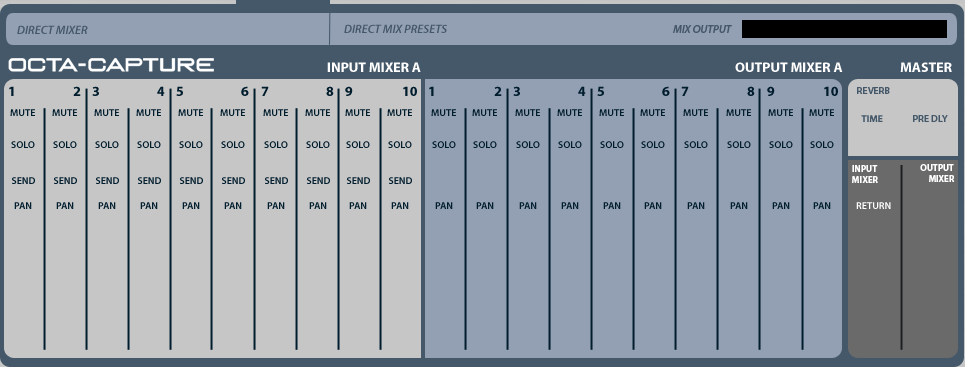 DIRECT MIXER DIRECT MIX PRESETS MIX OUTPUT
OCTA-CAPTURE INPUT MIXER A OUTPUT MIXER A MASTER
1 2 3 4 5 6 7 8 9 10 1 2 3 4 5 6 7 8 9 10 REVERB
MUTE MUTE MUTE MUTE MUTE MUTE MUTE MUTE MUTE MUTE MUTE MUTE MUTE MUTE MUTE MUTE MUTE MUTE MUTE MUTE
TIME PRE DLY
SOLO SOLO SOLO SOLO SOLO SOLO SOLO SOLO SOLO SOLO SOLO SOLO SOLO SOLO SOLO SOLO SOLO SOLO SOLO SOLO
INPUT OUTPUT
MIXER MIXER
SEND SEND SEND SEND SEND SEND SEND SEND SEND SEND
PAN PAN PAN PAN PAN PAN PAN PAN PAN PAN PAN PAN PAN PAN PAN PAN PAN PAN PAN PAN RETURN